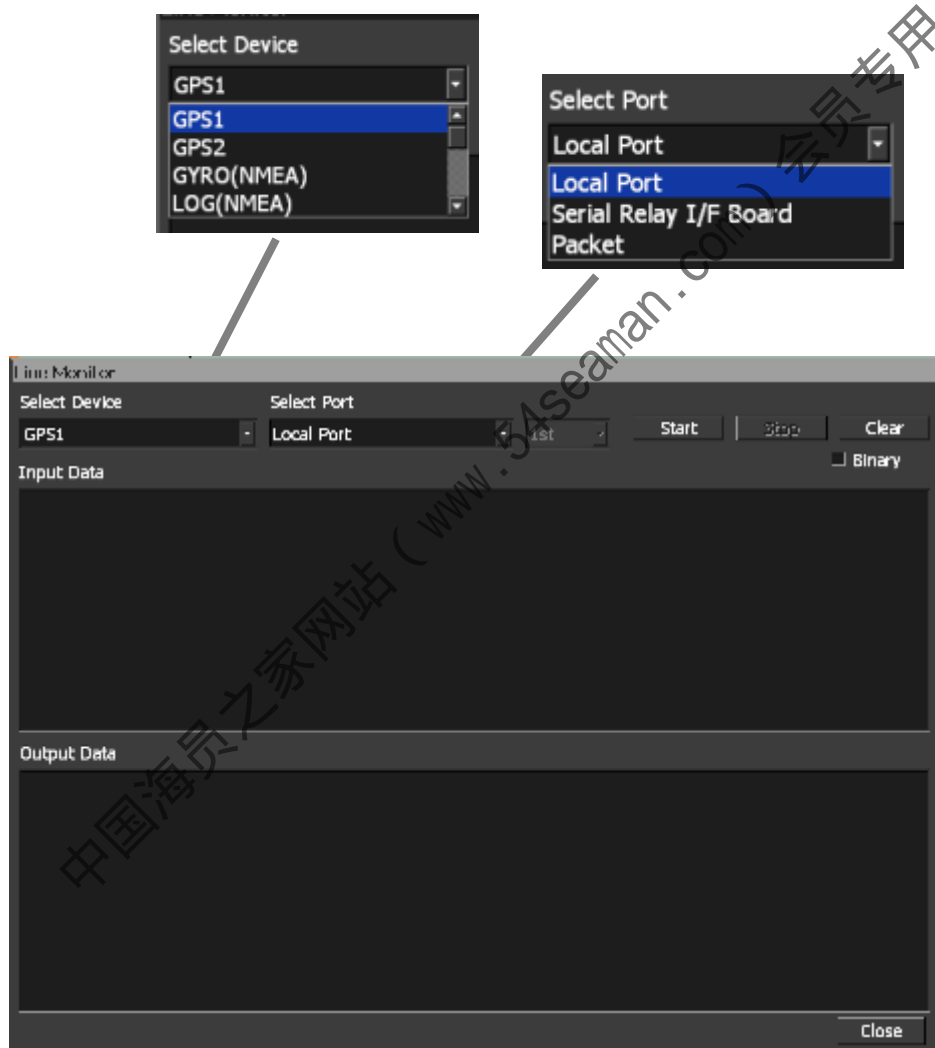 Select Device
GPS1
GPS1
GPS2
GYRO(NMEA)
LOG(NMEA)
Select Port
Local Port
Local Port
Serial Relay I/F Board
Packet
Line Monitor
Select Device Select Port
GPS1 Local Port 1st Start Stop Clear
Binary
Input Data
Output Data
Close
中国海员之家网站(www.54seaman.com)会员专用